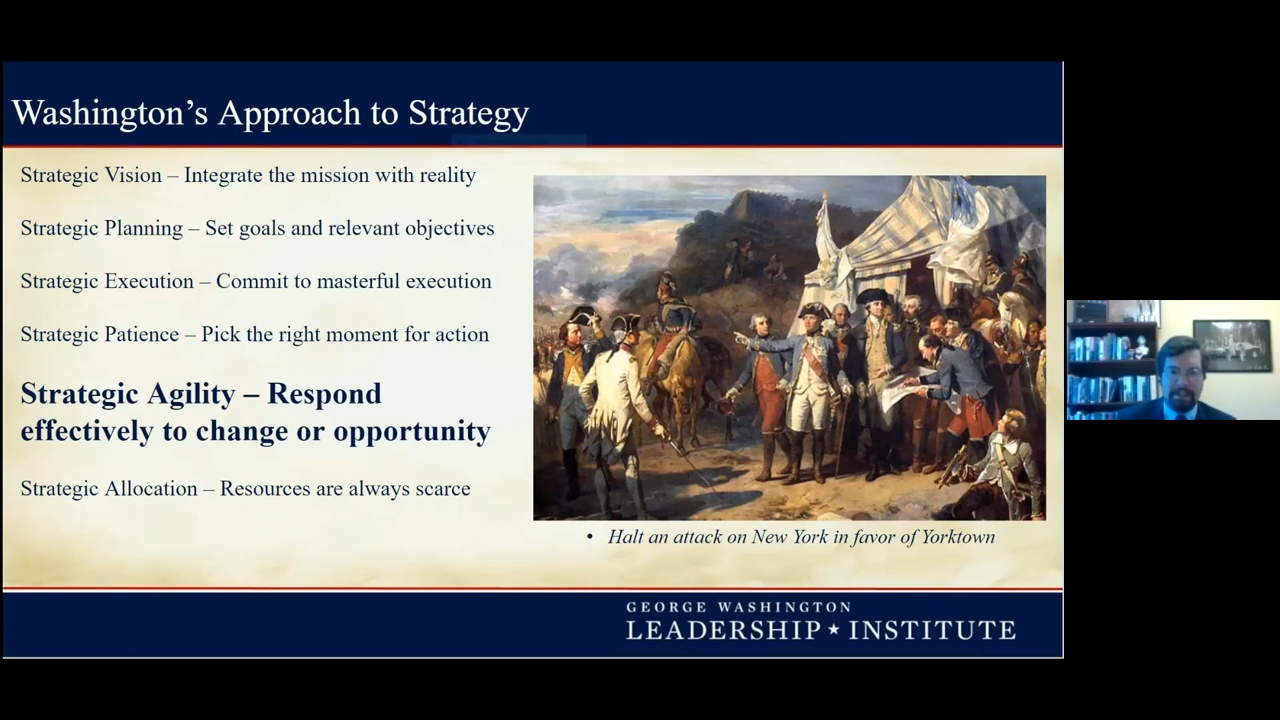 Washington's Approach to Strategy
Strategic Vision – Integrate the mission with reality
Strategic Planning – Set goals and relevant objectives
Strategic Execution – Commit to masterful execution
Strategic Patience – Pick the right moment for action
Strategic Agility – Respond
effectively to change or opportunity
Strategic Allocation – Resources are always scarce
• Halt an attack on New York in favor of Yorktown
GEORGE WASHINGTON
LEADERSHIP ★ INSTITUTE